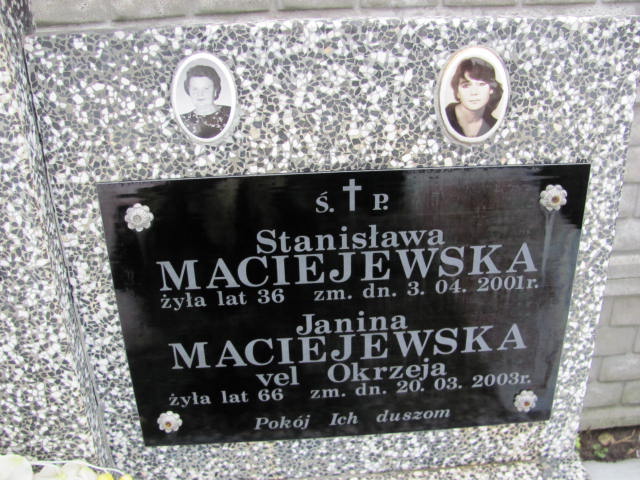 Ś. P.
Stanisława
MACIEJEWSKA
żyła lat 36 zm. dn. 3. 04. 2001r.
Janina
MACIEJEWSKA
vel Okrzeja
żyła lat 66 zm. dn. 20. 03. 2003r.
Pokój Ich duszom